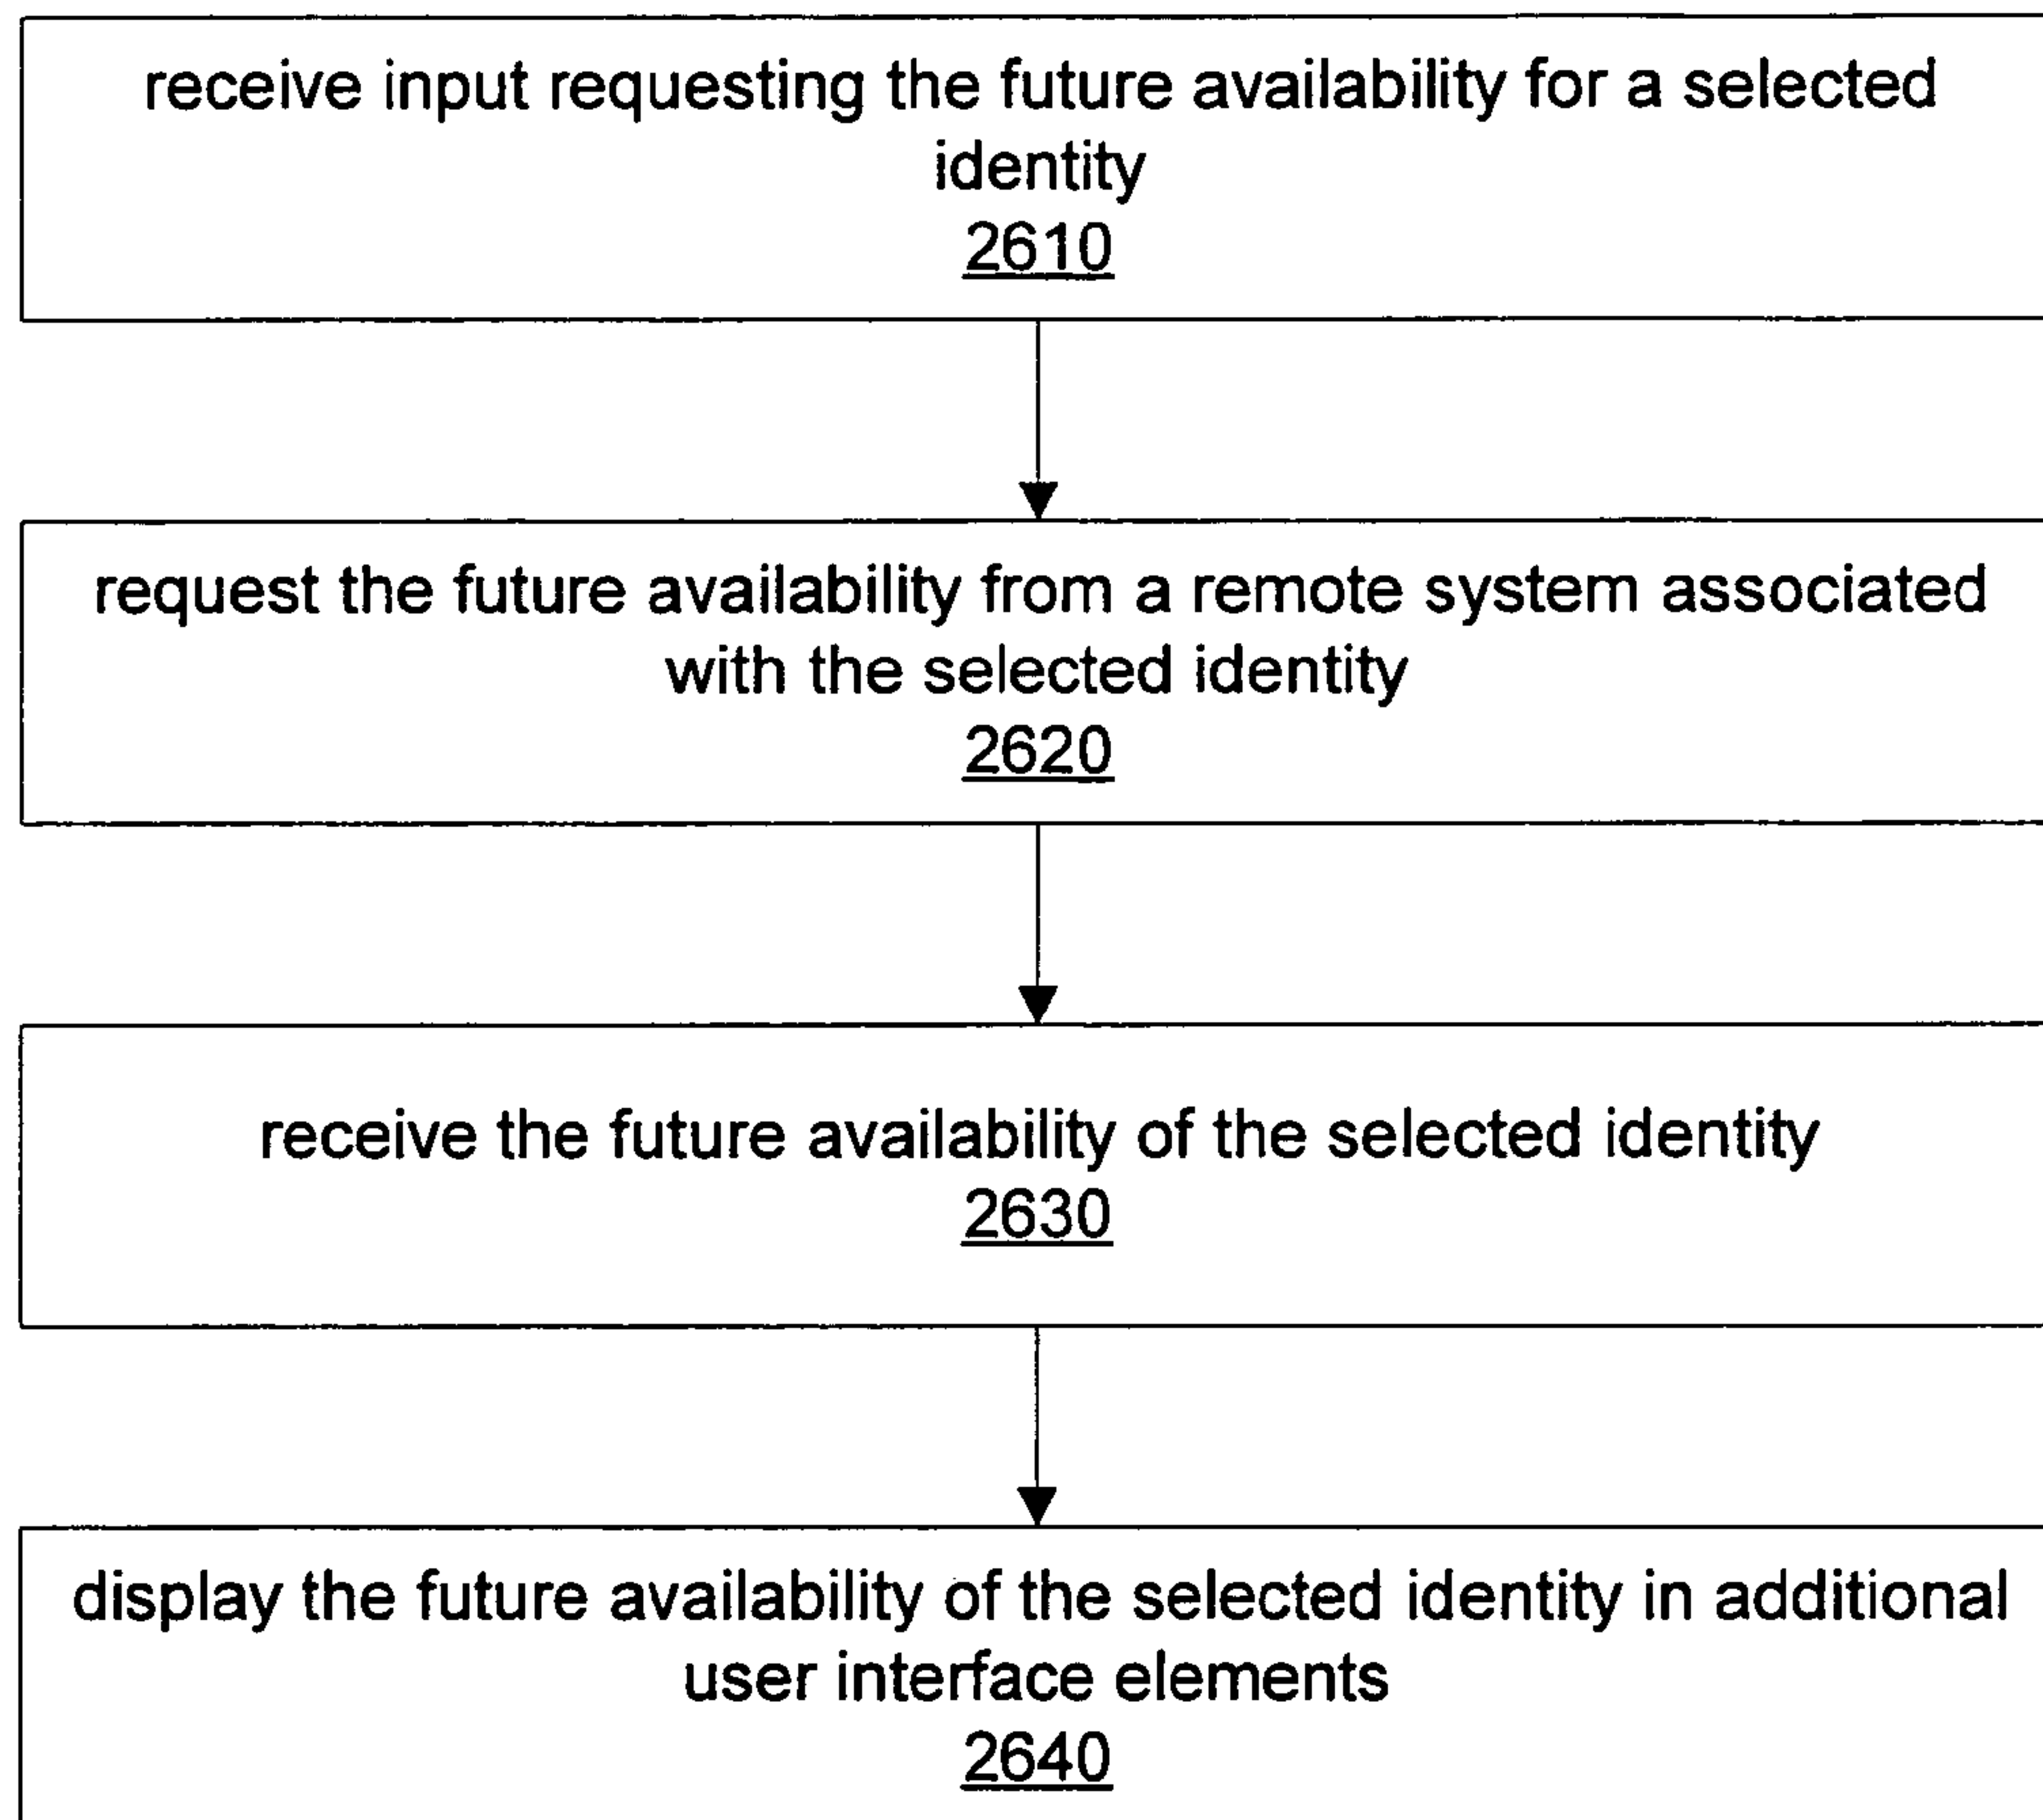 receive input requesting the future availability for a selected
identity
2610
request the future availability from a remote system associated
with the selected identity
2620
receive the future availability of the selected identity
2630
display the future availability of the selected identity in additional
user interface elements
2640